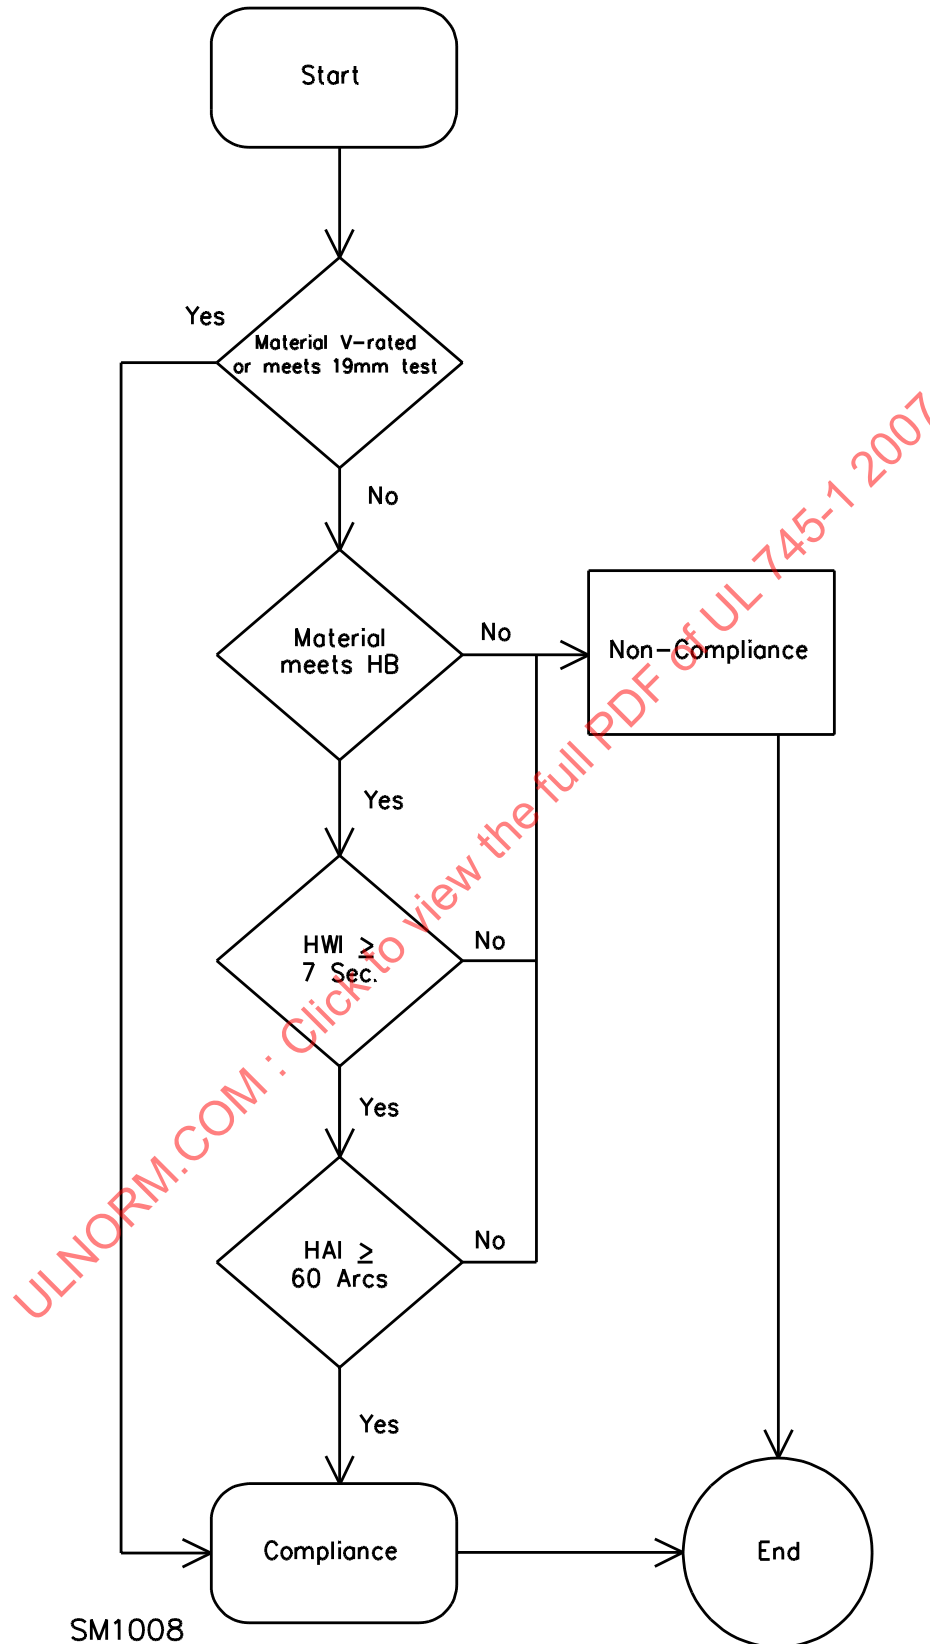 Start
Yes
Material V-rated
or meets 19mm test
No
Material
meets HB
No
Non-Compliance
Yes
HWI ≥
7 Sec.
No
Yes
HAI ≥
60 Arcs
No
Yes
Compliance
End
SM1008
ULNORM.COM : Click to view the full PDF of UL 745-1 2007